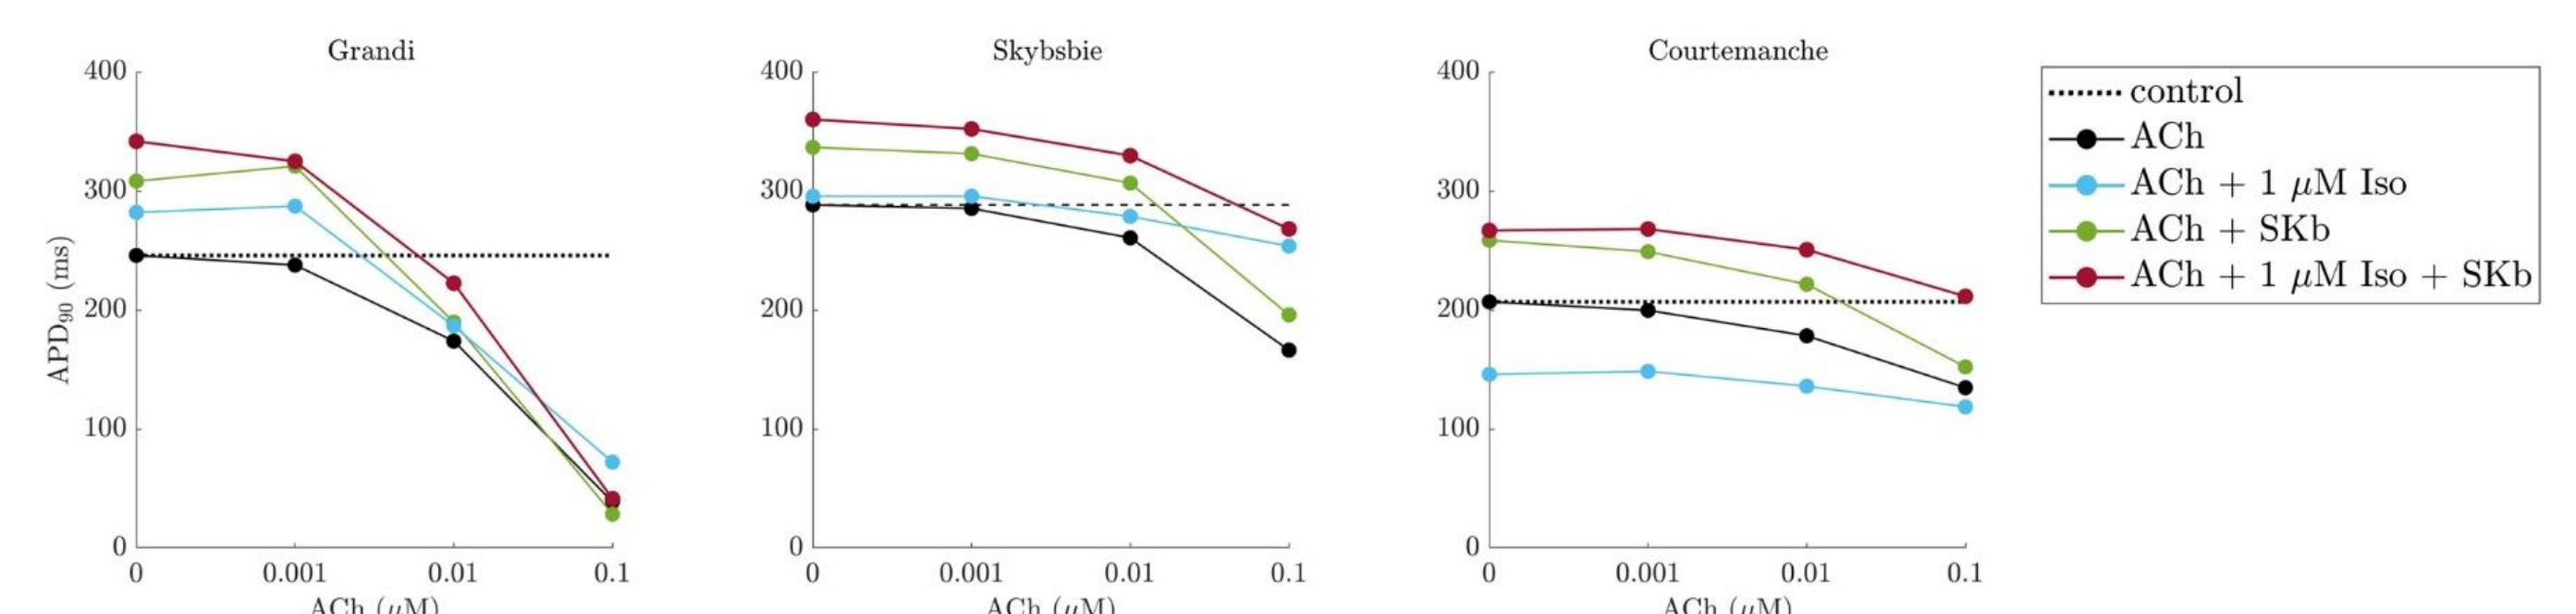 Grandi
400
300
200
100
0
APD90 (ms)
0 0.001 0.01 0.1
ACh (μM)
Skybsbie
400
300
200
100
0
0 0.001 0.01 0.1
ACh (μM)
Courtemanche
400
300
200
100
0
0 0.001 0.01 0.1
ACh (μM)
control
ACh
ACh + 1 μM Iso
ACh + SKb
ACh + 1 μM Iso + SKb